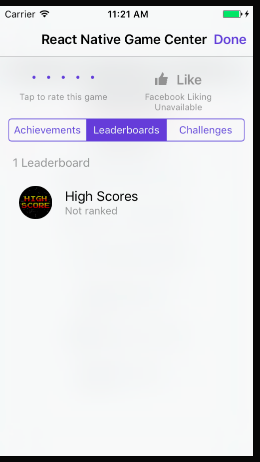 Carrier 11:21 AM
React Native Game Center Done
Like
Tap to rate this game
Facebook Liking
Unavailable
Achievements Leaderboards Challenges
1 Leaderboard
HIGH
SCORE
High Scores
Not ranked